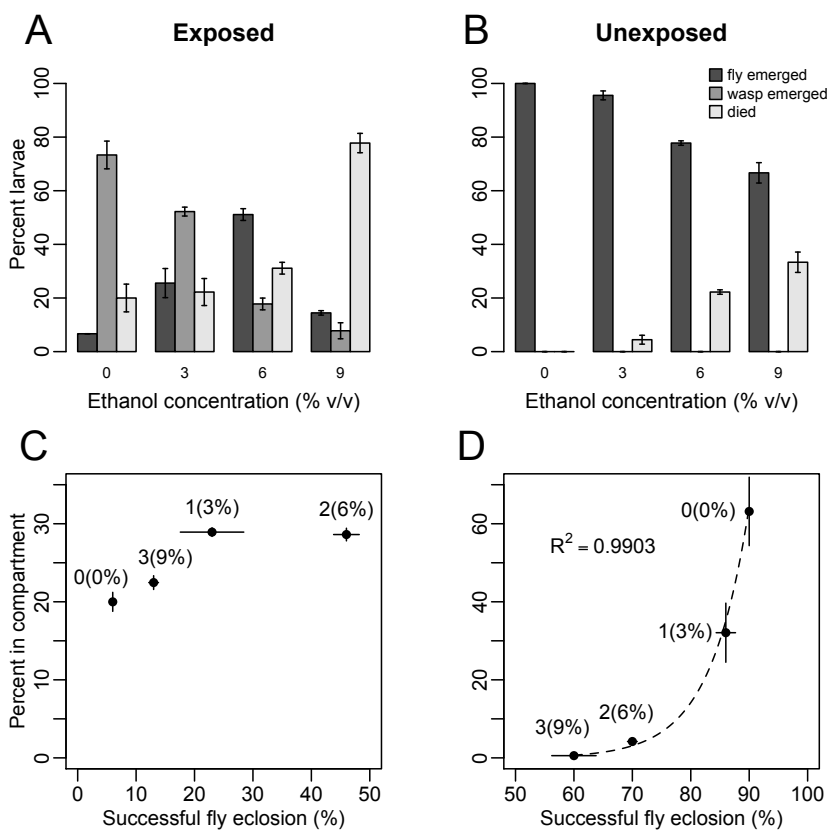 A
Exposed
Percent larvae
100
80
60
40
20
0
0 3 6 9
Ethanol concentration (% v/v)
B
Unexposed
fly emerged
wasp emerged
died
100
80
60
40
20
0
0 3 6 9
Ethanol concentration (% v/v)
C
Percent in compartment
30
20
10
0
0(0%)
3(9%)
1(3%)
2(6%)
0 10 20 30 40 50
Successful fly eclosion (%)
D
60
40
20
0
R² = 0.9903
0(0%)
1(3%)
2(6%)
3(9%)
50 60 70 80 90 100
Successful fly eclosion (%)